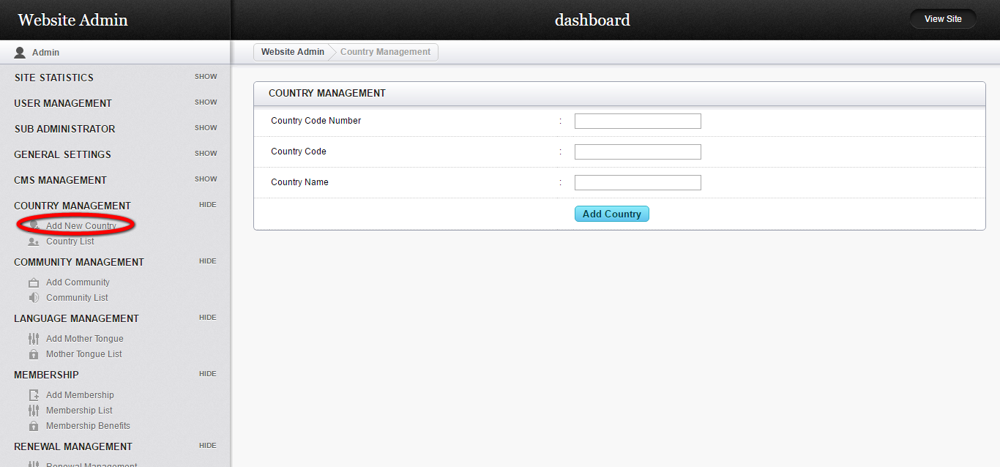 Website Admin
dashboard
View Site
Admin
Website Admin
Country Management
SITE STATISTICS
SHOW
USER MANAGEMENT
SHOW
SUB ADMINISTRATOR
SHOW
GENERAL SETTINGS
SHOW
CMS MANAGEMENT
SHOW
COUNTRY MANAGEMENT
HIDE
Add New Country
Country List
COMMUNITY MANAGEMENT
HIDE
Add Community
Community List
LANGUAGE MANAGEMENT
HIDE
Add Mother Tongue
Mother Tongue List
MEMBERSHIP
HIDE
Add Membership
Membership List
Membership Benefits
RENEWAL MANAGEMENT
HIDE
Renewal Management
COUNTRY MANAGEMENT
Country Code Number :
Country Code :
Country Name :
Add Country